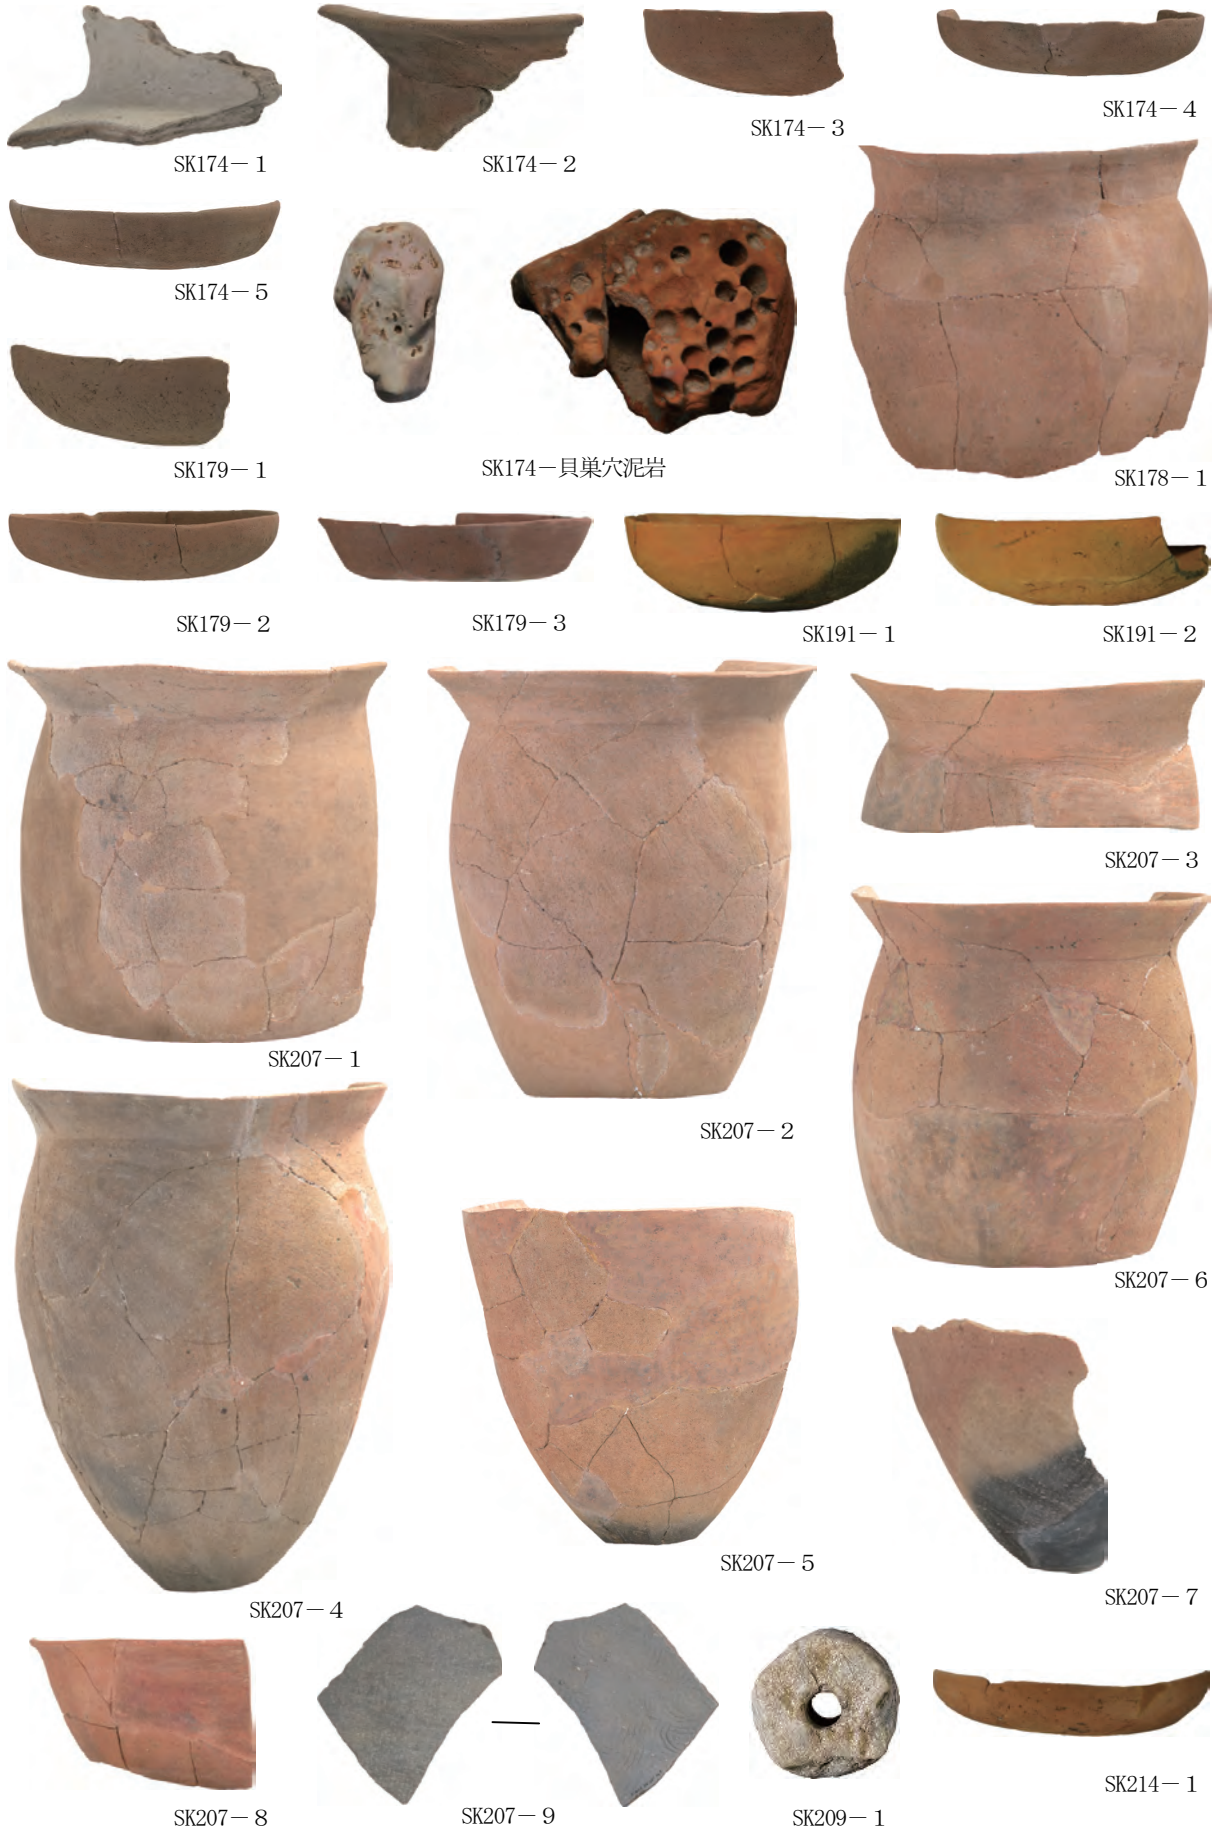 SK174－1
SK174－2
SK174－3
SK174－4
SK174－5
SK179－1
SK174－貝巣穴泥岩
SK178－1
SK179－2
SK179－3
SK191－1
SK191－2
SK207－1
SK207－2
SK207－3
SK207－6
SK207－4
SK207－5
SK207－7
SK207－8
SK207－9
SK209－1
SK214－1